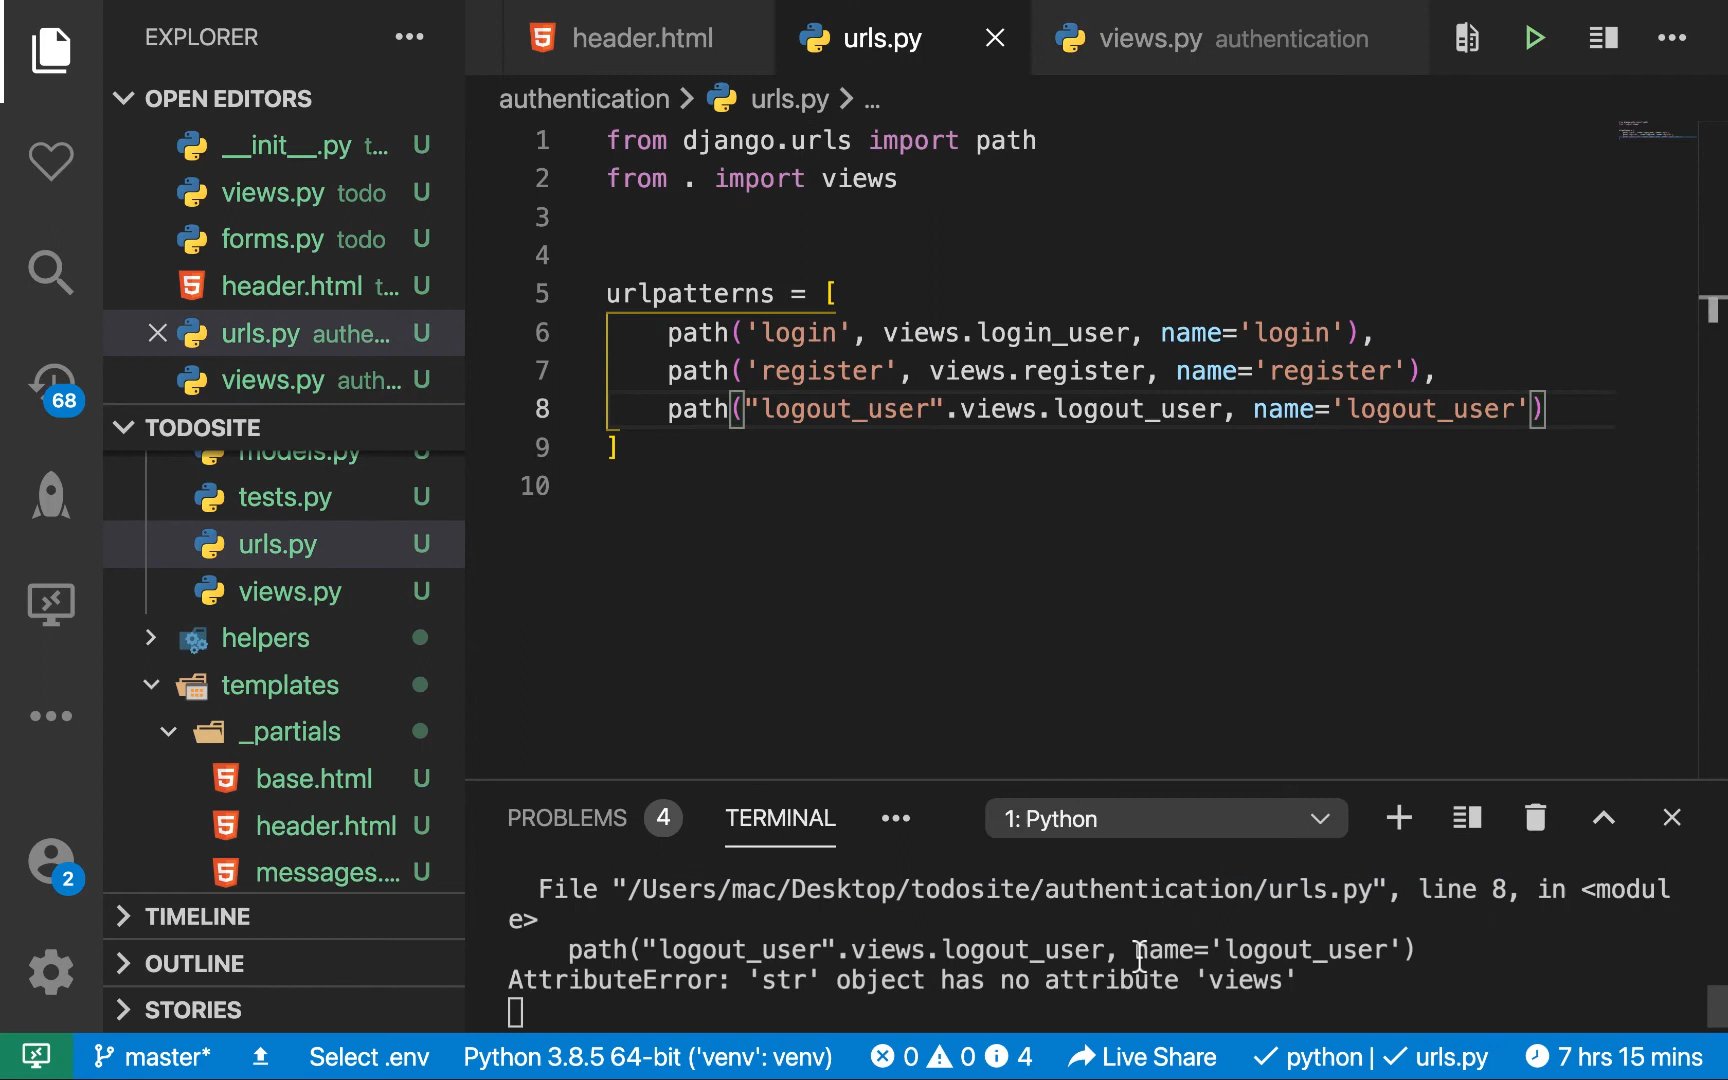 EXPLORER
header.html
urls.py
views.py authentication
OPEN EDITORS
__init__.py t... U
views.py todo U
forms.py todo U
header.html t... U
urls.py authe... U
views.py auth... U
TODOSITE
models.py U
tests.py U
urls.py U
views.py U
helpers
templates
_partials
base.html U
header.html U
messages.... U
TIMELINE
OUTLINE
STORIES
68
2
authentication > urls.py > ...
1 from django.urls import path
2 from . import views
3
4
5 urlpatterns = [
6 path('login', views.login_user, name='login'),
7 path('register', views.register, name='register'),
8 path("logout_user".views.logout_user, name='logout_user')
9 ]
10
PROBLEMS 4 TERMINAL 1: Python
File "/Users/mac/Desktop/todosite/authentication/urls.py", line 8, in <modul
e>
path("logout_user".views.logout_user, name='logout_user')
AttributeError: 'str' object has no attribute 'views'
master* Select .env Python 3.8.5 64-bit ('venv': venv) 0 0 4 Live Share python | urls.py 7 hrs 15 mins